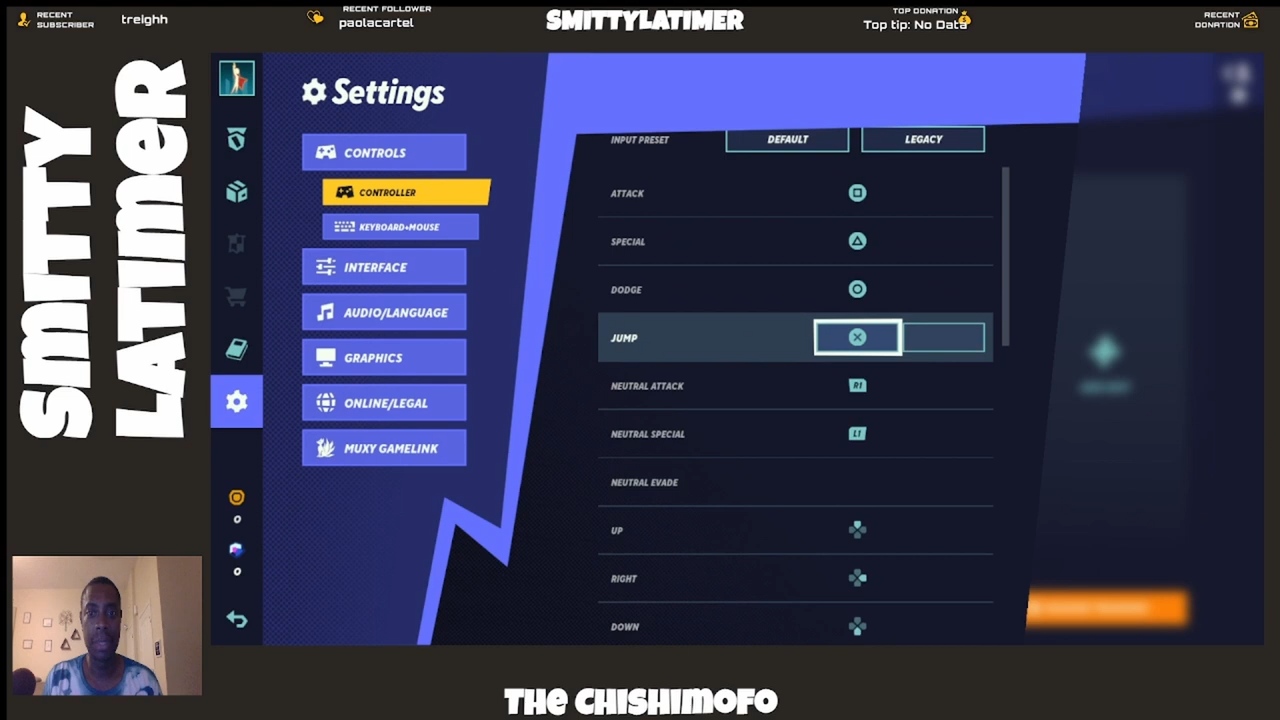 RECENT
SUBSCRIBER
treighh
RECENT FOLLOWER
paolacartel
SMITTYLATIMER
TOP DONATION
Top tip: No Data
RECENT
DONATION
SMITTY
LATIMER
Settings
CONTROLS
CONTROLLER
KEYBOARD+MOUSE
INTERFACE
AUDIO/LANGUAGE
GRAPHICS
ONLINE/LEGAL
MUXY GAMELINK
0
0
INPUT PRESET
DEFAULT
LEGACY
ATTACK
SPECIAL
DODGE
JUMP
NEUTRAL ATTACK
R1
NEUTRAL SPECIAL
L1
NEUTRAL EVADE
UP
RIGHT
DOWN
THE CHISHIMOFO